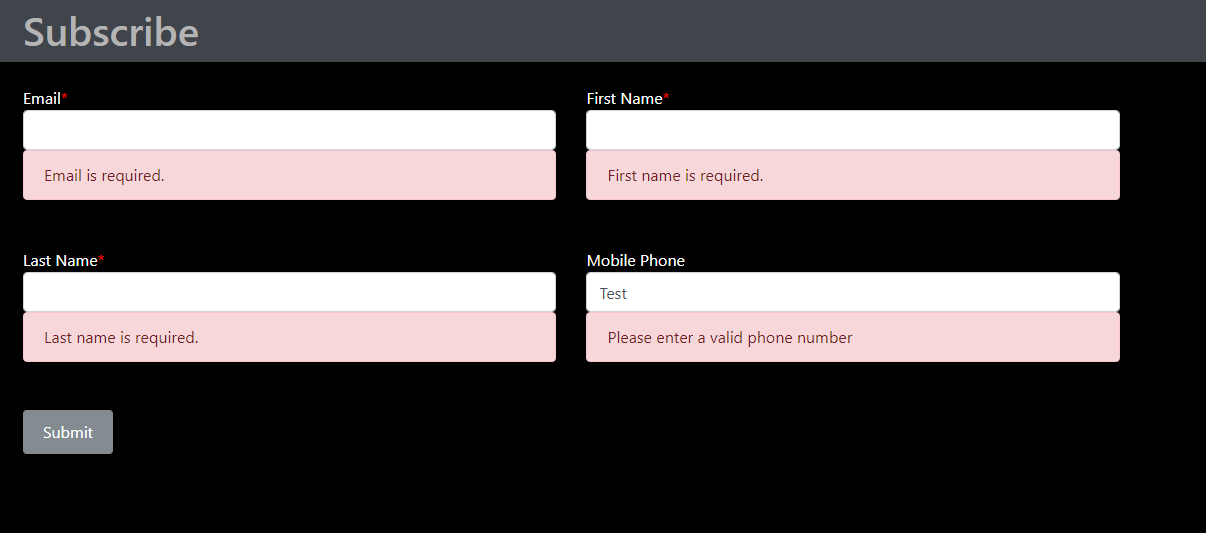 Subscribe
Email*
First Name*
Email is required.
First name is required.
Last Name*
Mobile Phone
Test
Last name is required.
Please enter a valid phone number
Submit